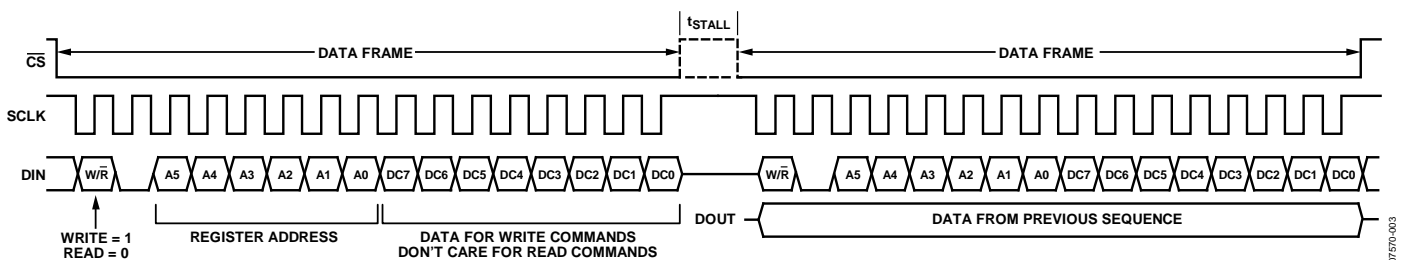 tSTALL
DATA FRAME
DATA FRAME
CS
SCLK
DIN W/R A5 A4 A3 A2 A1 A0 DC7 DC6 DC5 DC4 DC3 DC2 DC1 DC0 W/R A5 A4 A3 A2 A1 A0 DC7 DC6 DC5 DC4 DC3 DC2 DC1 DC0
WRITE = 1
READ = 0
REGISTER ADDRESS
DATA FOR WRITE COMMANDS
DON'T CARE FOR READ COMMANDS
DOUT DATA FROM PREVIOUS SEQUENCE
07570-003